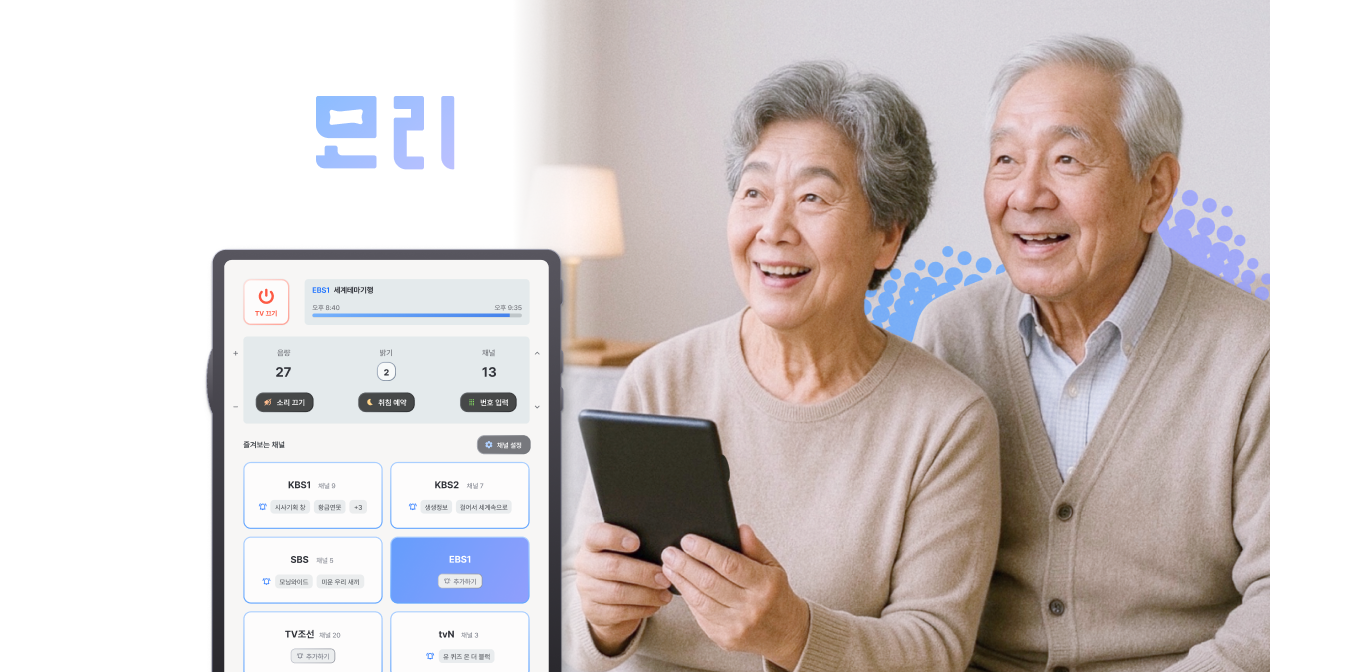 모리
TV 끄기
EBS1 세계테마기행
오후 8:40 오후 9:35
음량 밝기 채널
27 2 13
소리 끄기 취침 예약 번호 입력
즐겨보는 채널 채널 설정
KBS1 채널 9
시사기획 창 황금연못 +3
KBS2 채널 7
생생정보 걸어서 세계속으로
SBS 채널 5
모닝와이드 미운 우리 새끼
EBS1
추가하기
TV조선 채널 20
추가하기
tvN 채널 3
유 퀴즈 온 더 블럭